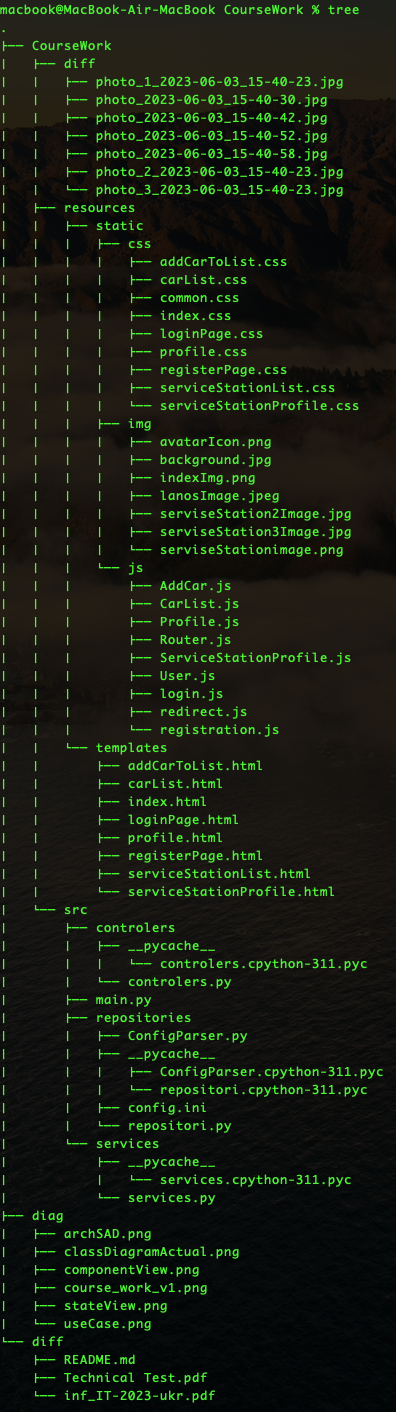 macbook@MacBook-Air-MacBook CourseWork % tree
.
├── CourseWork
│   ├── diff
│   │   ├── photo_1_2023-06-03_15-40-23.jpg
│   │   ├── photo_2023-06-03_15-40-30.jpg
│   │   ├── photo_2023-06-03_15-40-42.jpg
│   │   ├── photo_2023-06-03_15-40-52.jpg
│   │   ├── photo_2023-06-03_15-40-58.jpg
│   │   ├── photo_2_2023-06-03_15-40-23.jpg
│   │   └── photo_3_2023-06-03_15-40-23.jpg
│   ├── resources
│   │   ├── static
│   │   │   ├── css
│   │   │   │   ├── addCarToList.css
│   │   │   │   ├── carList.css
│   │   │   │   ├── common.css
│   │   │   │   ├── index.css
│   │   │   │   ├── loginPage.css
│   │   │   │   ├── profile.css
│   │   │   │   ├── registerPage.css
│   │   │   │   ├── serviceStationList.css
│   │   │   │   └── serviceStationProfile.css
│   │   │   ├── img
│   │   │   │   ├── avatarIcon.png
│   │   │   │   ├── background.jpg
│   │   │   │   ├── indexImg.png
│   │   │   │   ├── lanosImage.jpeg
│   │   │   │   ├── serviseStation2Image.jpg
│   │   │   │   ├── serviseStation3Image.jpg
│   │   │   │   └── serviseStationimage.png
│   │   │   └── js
│   │   │       ├── AddCar.js
│   │   │       ├── CarList.js
│   │   │       ├── Profile.js
│   │   │       ├── Router.js
│   │   │       ├── ServiceStationProfile.js
│   │   │       ├── User.js
│   │   │       ├── login.js
│   │   │       ├── redirect.js
│   │   │       └── registration.js
│   │   └── templates
│   │       ├── addCarToList.html
│   │       ├── carList.html
│   │       ├── index.html
│   │       ├── loginPage.html
│   │       ├── profile.html
│   │       ├── registerPage.html
│   │       ├── serviceStationList.html
│   │       └── serviceStationProfile.html
│   └── src
│       ├── controlers
│       │   ├── __pycache__
│       │   │   └── controlers.cpython-311.pyc
│       │   └── controlers.py
│       ├── main.py
│       ├── repositories
│       │   ├── ConfigParser.py
│       │   ├── __pycache__
│       │   │   ├── ConfigParser.cpython-311.pyc
│       │   │   └── repositori.cpython-311.pyc
│       │   ├── config.ini
│       │   └── repositori.py
│       └── services
│           ├── __pycache__
│           │   └── services.cpython-311.pyc
│           └── services.py
├── diag
│   ├── archSAD.png
│   ├── classDiagramActual.png
│   ├── componentView.png
│   ├── course_work_v1.png
│   ├── stateView.png
│   └── useCase.png
└── diff
    ├── README.md
    ├── Technical Test.pdf
    └── inf_IT-2023-ukr.pdf